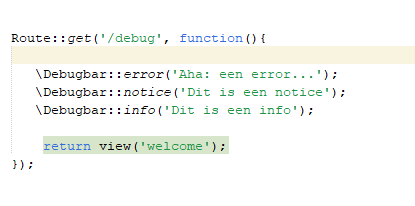 Route::get('/debug', function(){
\Debugbar::error('Aha: een error...');
\Debugbar::notice('Dit is een notice');
\Debugbar::info('Dit is een info');
return view('welcome');
});